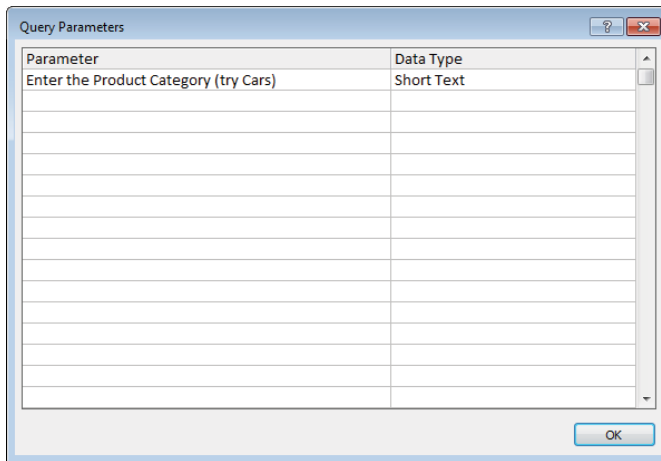 Query Parameters
Parameter Data Type
Enter the Product Category (try Cars) Short Text
OK